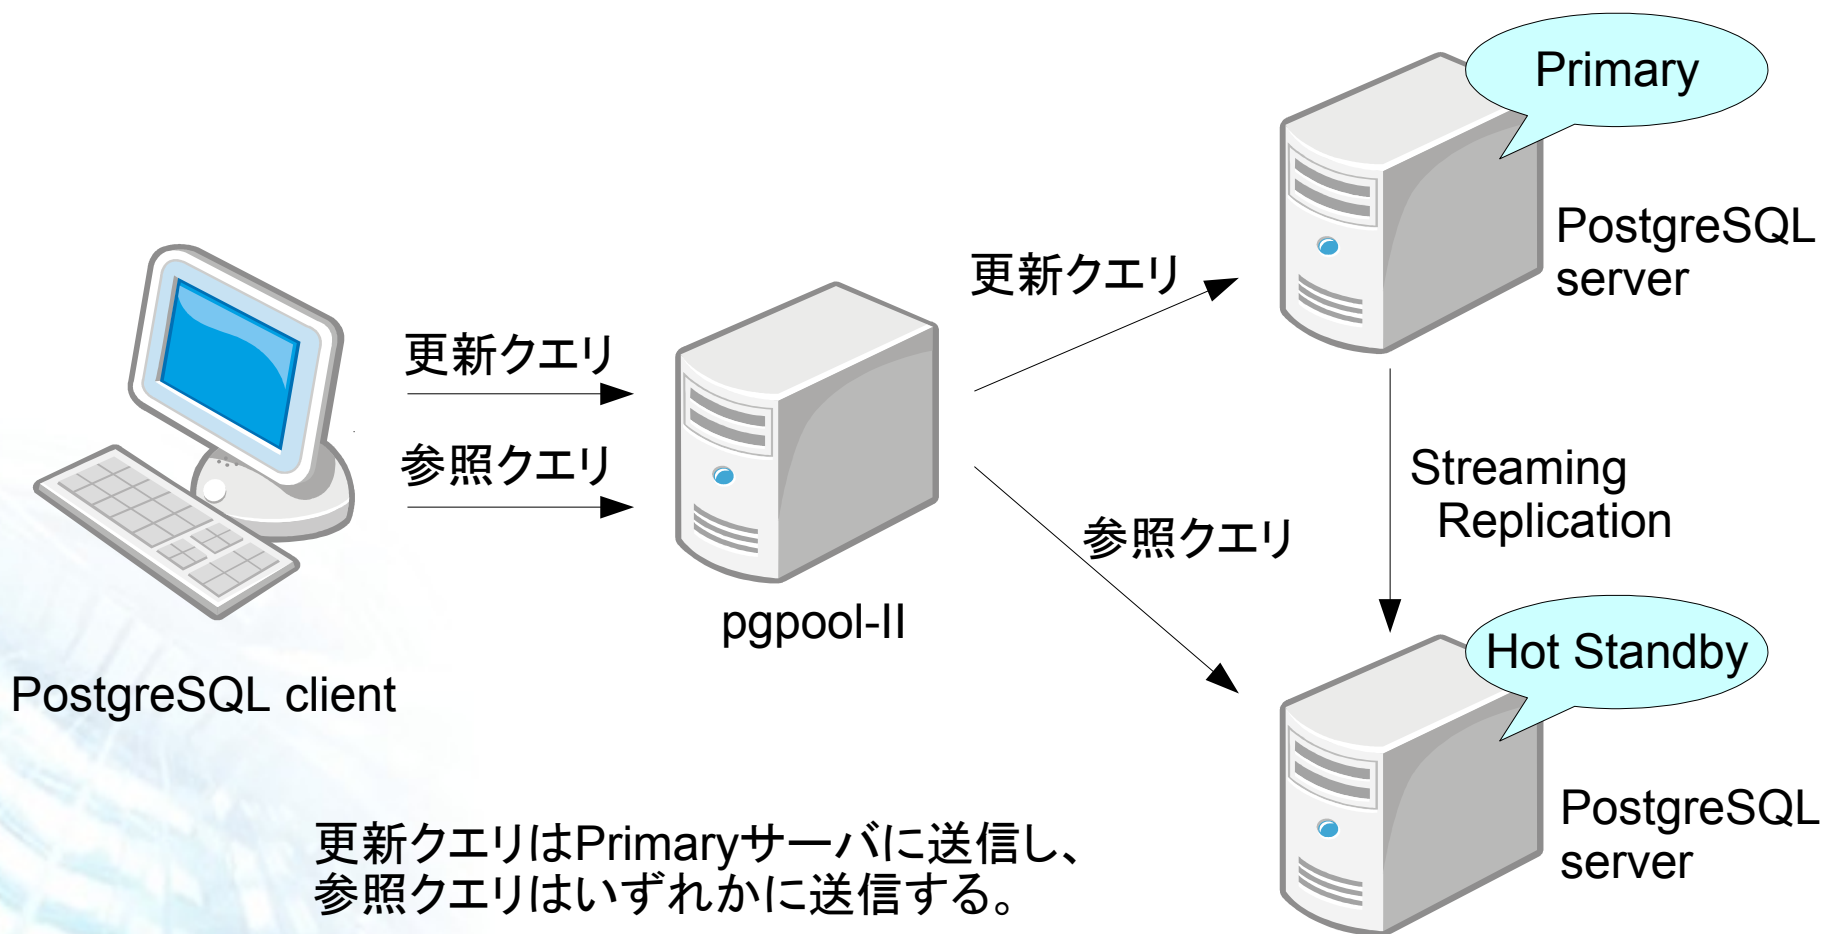 Primary
PostgreSQL
server
更新クエリ
更新クエリ
参照クエリ
Streaming
Replication
参照クエリ
pgpool-II
Hot Standby
PostgreSQL client
PostgreSQL
server
更新クエリはPrimaryサーバに送信し、
参照クエリはいずれかに送信する。